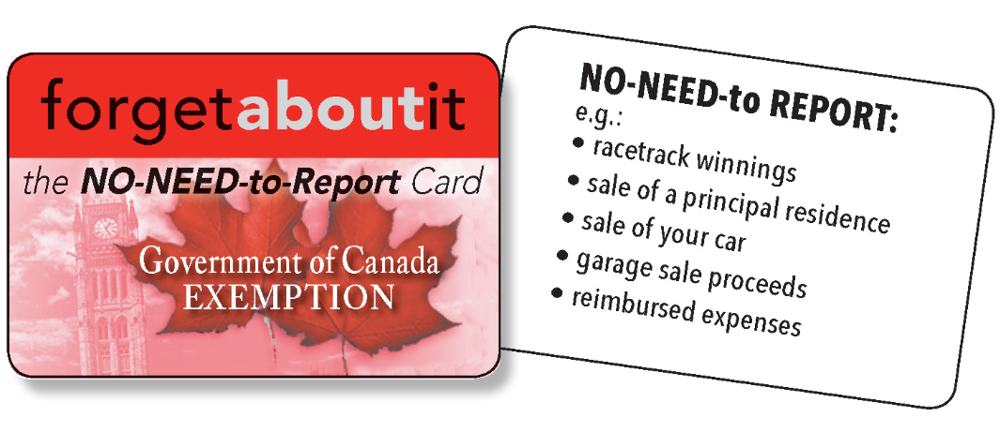 forgetaboutit
the NO-NEED-to-Report Card
Government of Canada
EXEMPTION
NO-NEED-to REPORT:
e.g.:
• racetrack winnings
• sale of a principal residence
• sale of your car
• garage sale proceeds
• reimbursed expenses